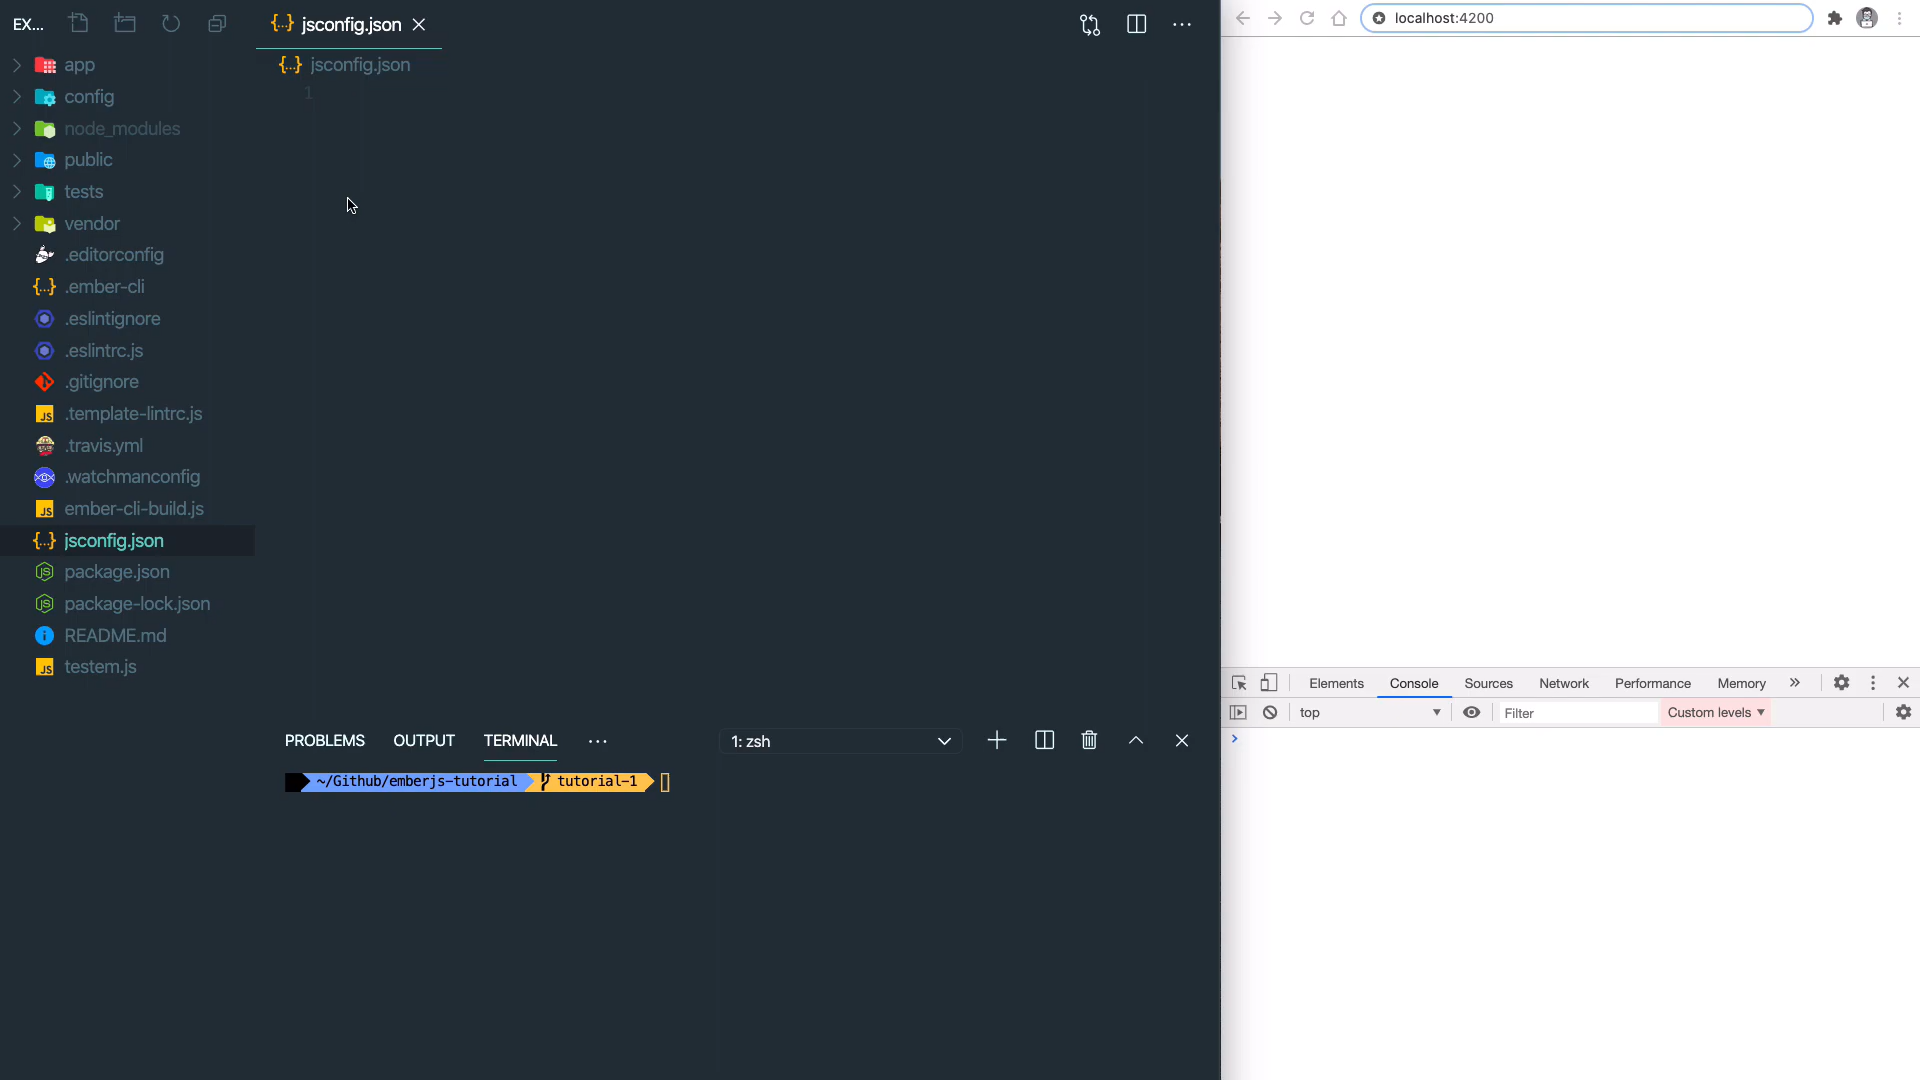 EX...
app
config
node_modules
public
tests
vendor
.editorconfig
.ember-cli
.eslintignore
.eslintrc.js
.gitignore
.template-lintrc.js
.travis.yml
.watchmanconfig
ember-cli-build.js
jsconfig.json
package.json
package-lock.json
README.md
testem.js
jsconfig.json
jsconfig.json
1
PROBLEMS OUTPUT TERMINAL ... 1: zsh
~/Github/emberjs-tutorial tutorial-1
localhost:4200
Elements Console Sources Network Performance Memory »
top Filter Custom levels